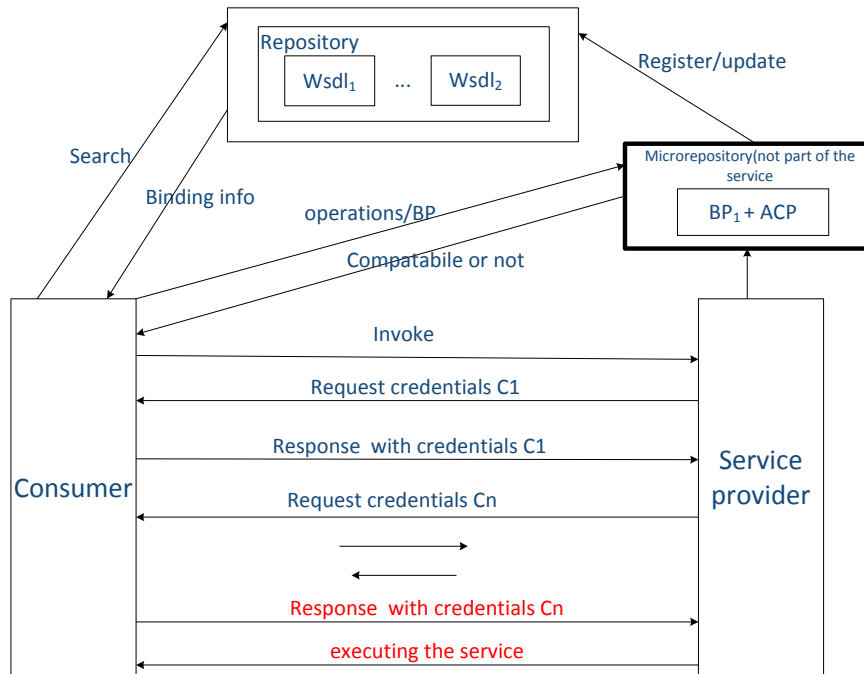 Repository
Wsdl₁ ... Wsdl₂
Register/update
Search
Microrepository(not part of the
service
Binding info
BP₁ + ACP
operations/BP
Compatabile or not
Invoke
Request credentials C1
Response with credentials C1
Consumer
Service
provider
Request credentials Cn
Response with credentials Cn
executing the service